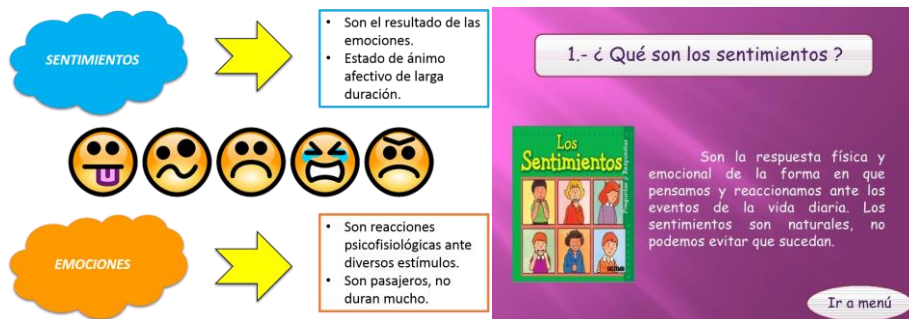 SENTIMIENTOS
• Son el resultado de las
emociones.
• Estado de ánimo
afectivo de larga
duración.
EMOCIONES
• Son reacciones
psicofisiológicas ante
diversos estímulos.
• Son pasajeros, no
duran mucho.
1.- ¿ Qué son los sentimientos ?
Los
Sentimientos
Preguntas y Respuestas
sigmar
Son la respuesta física y
emocional de la forma en que
pensamos y reaccionamos ante los
eventos de la vida diaria. Los
sentimientos son naturales, no
podemos evitar que sucedan.
Ir a menú